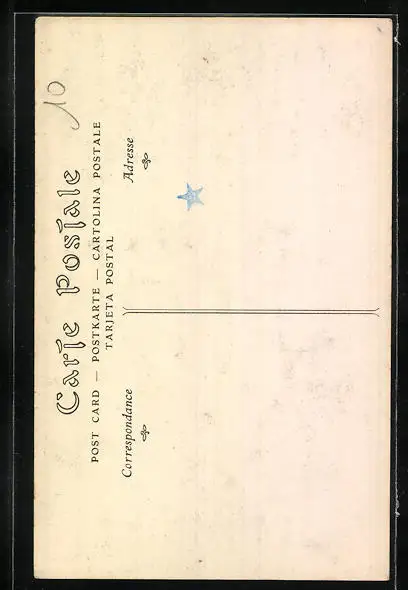 10
Carte Postale
POST CARD — POSTKARTE — CARTOLINA POSTALE
TARJETA POSTAL
Correspondance
Adresse